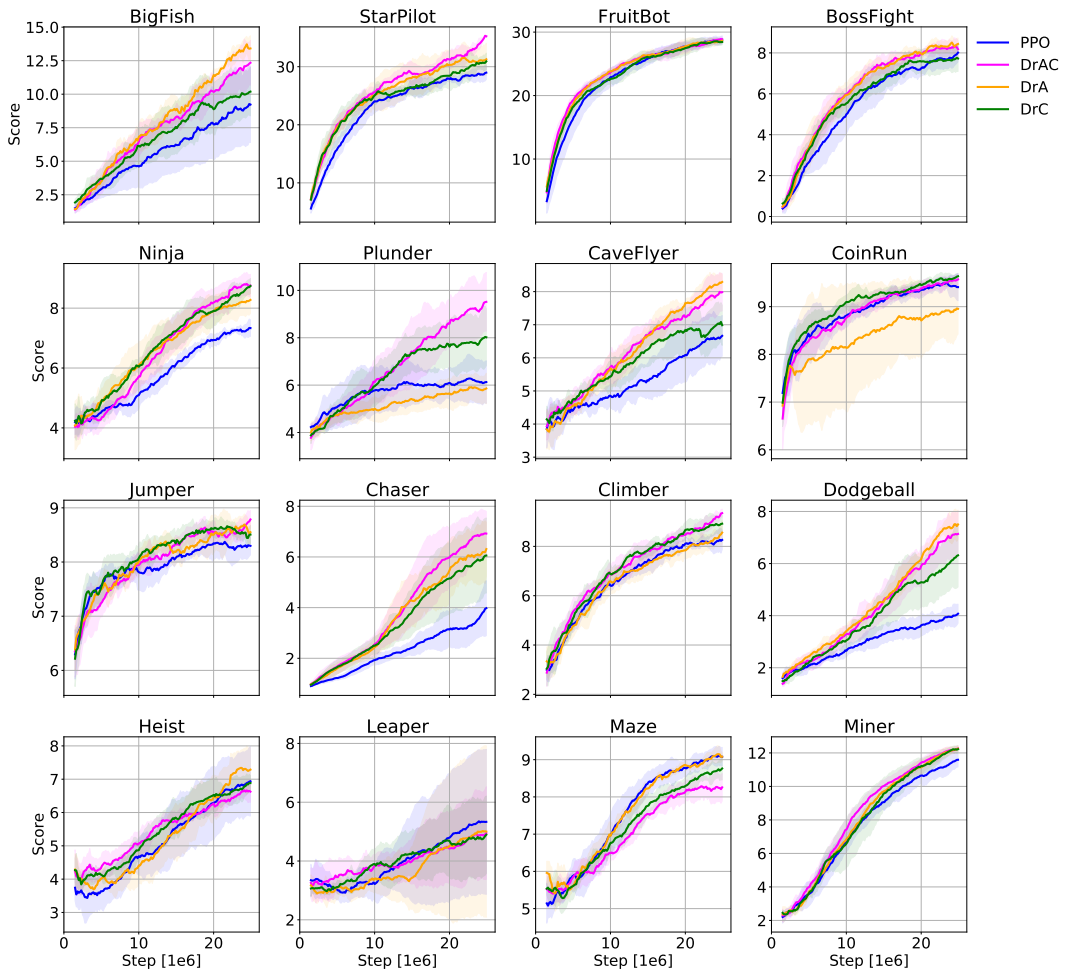 BigFish StarPilot FruitBot BossFight
15.0 12.5 10.0 7.5 5.0 2.5
30 20 10
30 20 10
8 6 4 2 0
Score
PPO
DrAC
DrA
DrC
Ninja Plunder CaveFlyer CoinRun
8 6 4
10 8 6 4
8 7 6 5 4 3
9 8 7 6
Score
Jumper Chaser Climber Dodgeball
9 8 7 6
8 6 4 2
8 6 4 2
8 6 4 2
Score
Heist Leaper Maze Miner
8 7 6 5 4 3
8 6 4 2
9 8 7 6 5
12 10 8 6 4 2
Score
0 10 20 0 10 20 0 10 20 0 10 20
Step [1e6] Step [1e6] Step [1e6] Step [1e6]